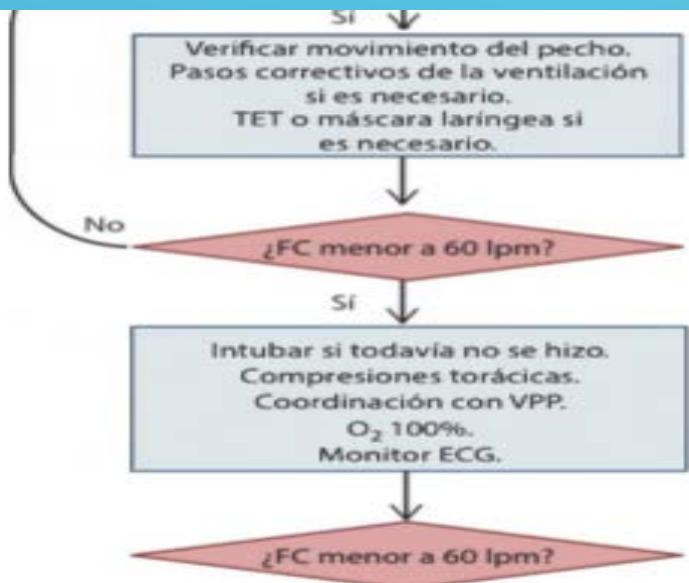 Sí
Verificar movimiento del pecho.
Pasos correctivos de la ventilación
si es necesario.
TET o máscara laríngea si
es necesario.
No
¿FC menor a 60 lpm?
Sí
Intubar si todavía no se hizo.
Compresiones torácicas.
Coordinación con VPP.
O₂ 100%.
Monitor ECG.
¿FC menor a 60 lpm?